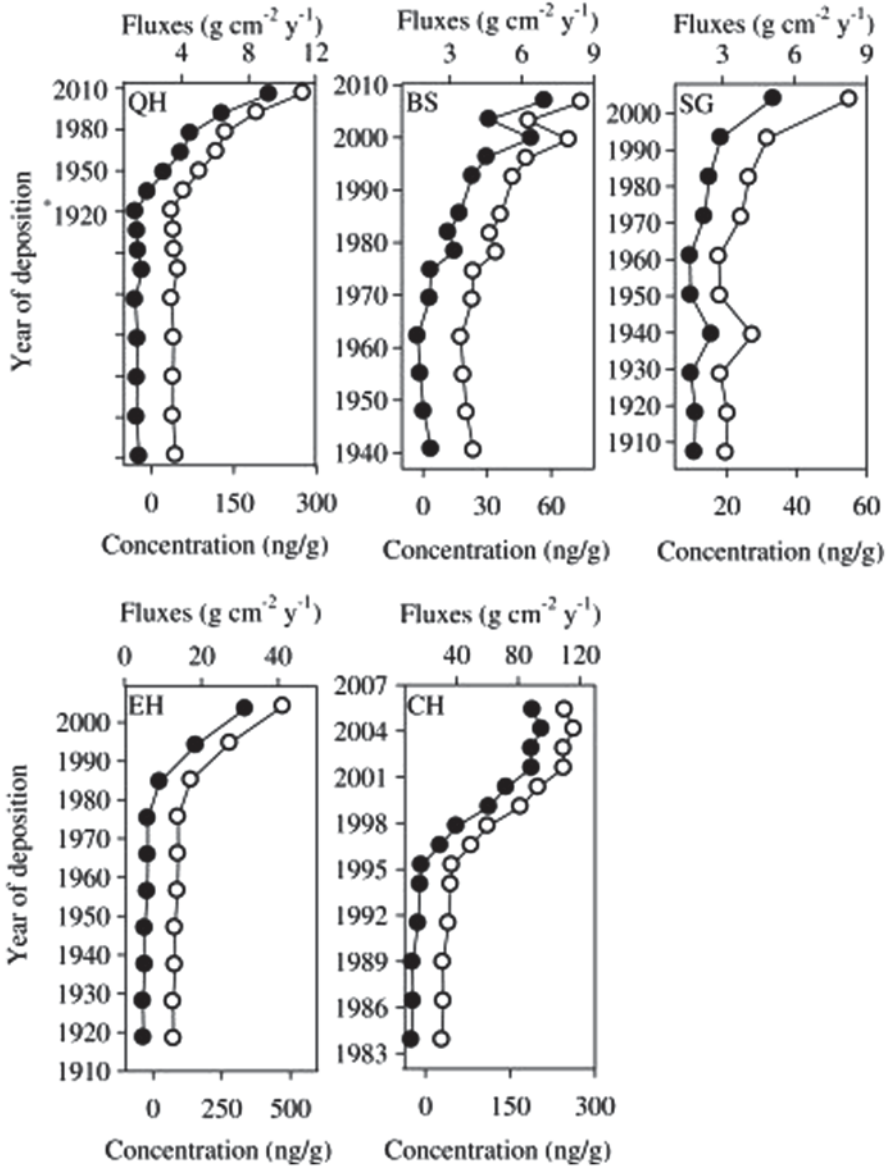 Fluxes (g cm-2 y-1)
4 8 12
2010
1980
1950
1920
QH
Year of deposition
0 150 300
Concentration (ng/g)
Fluxes (g cm-2 y-1)
3 6 9
2010
2000
1990
1980
1970
1960
1950
1940
BS
0 30 60
Concentration (ng/g)
Fluxes (g cm-2 y-1)
3 9
2000
1990
1980
1970
1960
1950
1940
1930
1920
1910
SG
20 40 60
Concentration (ng/g)
Fluxes (g cm-2 y-1)
0 20 40
2000
1990
1980
1970
1960
1950
1940
1930
1920
1910
EH
Year of deposition
0 250 500
Concentration (ng/g)
Fluxes (g cm-2 y-1)
40 80 120
2007
2004
2001
1998
1995
1992
1989
1986
1983
CH
0 150 300
Concentration (ng/g)